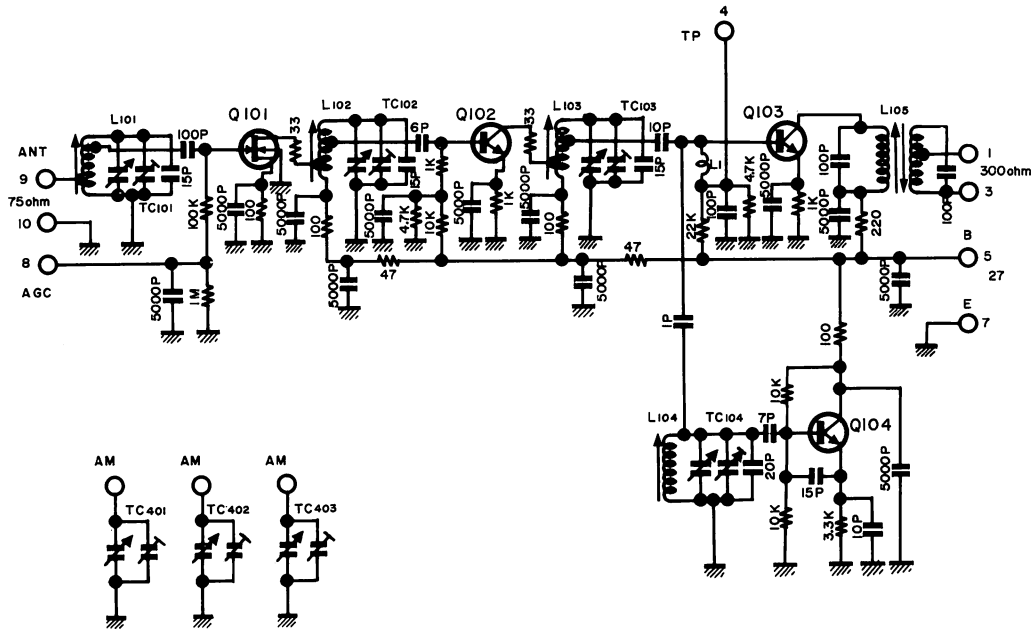 4
TP
L101
100P
Q101
33
L102
TC102
6P
Q102
33
L103
TC103
10P
Q103
L105
ANT
9
75ohm
10
8
AGC
15P
TC101
100K
5000P
100
5000P
5000P
1M
100
15P
5000P
4.7K
1K
10K
5000P
47
5000P
1K
5000P
100
15P
5000P
47
L1
22K
100P
47K
5000P
1K
100P
5000P
220
100P
1
300ohm
3
B
5
27
5000P
E
7
1P
100
L104
TC104
7P
10K
Q104
20P
15P
10K
3.3K
10P
5000P
AM
AM
AM
TC401
TC402
TC403